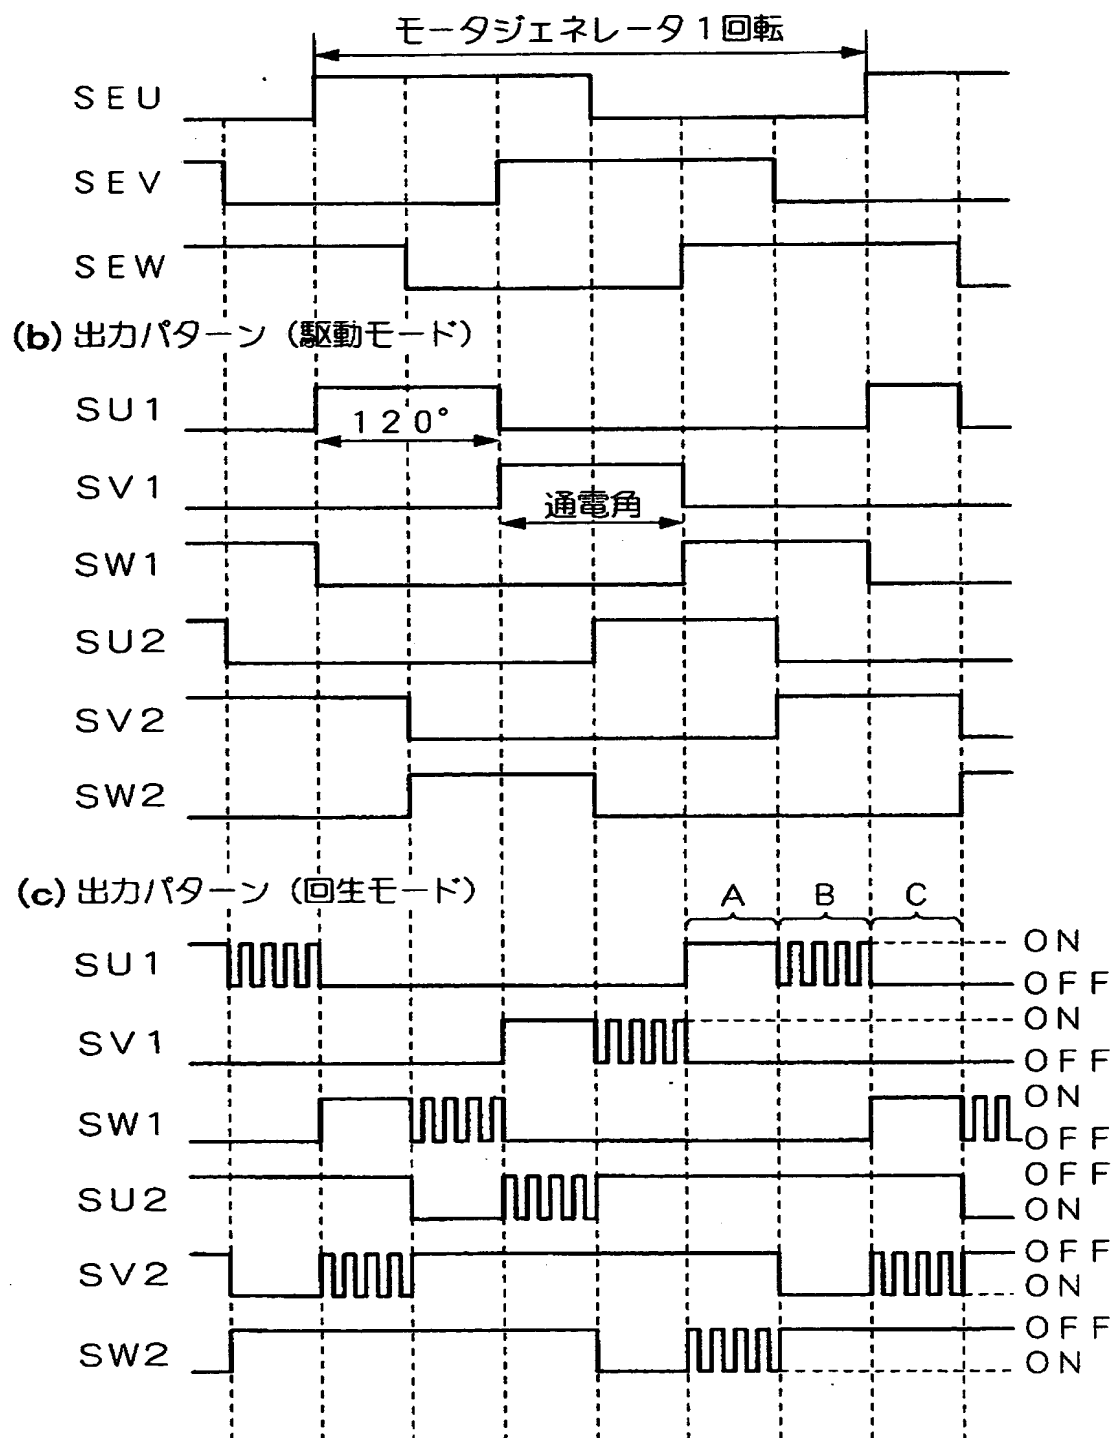 モータジェネレータ1回転
SEU
SEV
SEW
(b) 出力パターン(駆動モード)
SU1
120°
SV1
通電角
SW1
SU2
SV2
SW2
(c) 出力パターン(回生モード)
A B C
SU1
ON
OFF
SV1
ON
OFF
SW1
ON
OFF
SU2
OFF
ON
SV2
OFF
ON
SW2
OFF
ON